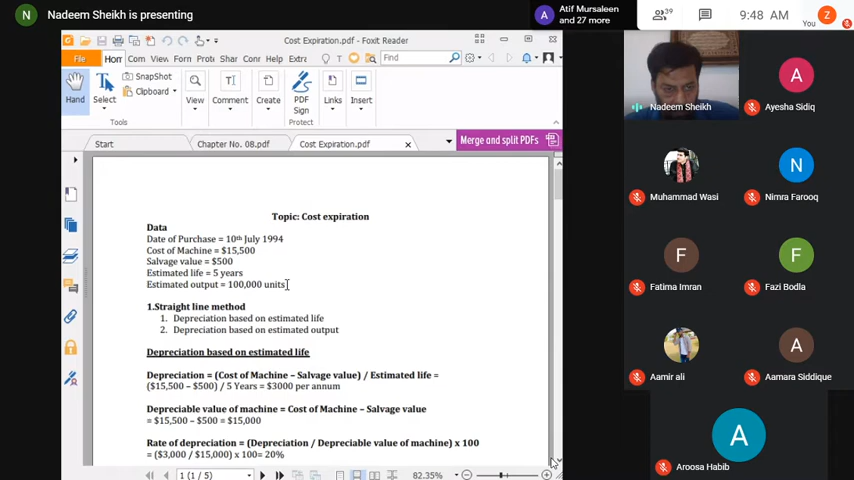 N Nadeem Sheikh is presenting
A Atif Mursaleen
and 27 more
39
9:48 AM
Z
You
Cost Expiration.pdf - Foxit Reader
File Hom Com View Form Prote Share Conn Help Extra
Find
Hand
Select
SnapShot
Clipboard
View
Comment
Create
PDF
Sign
Links
Insert
Tools
Protect
Start
Chapter No. 08.pdf
Cost Expiration.pdf
Merge and split PDFs
Topic: Cost expiration
Data
Date of Purchase = 10th July 1994
Cost of Machine = $15,500
Salvage value = $500
Estimated life = 5 years
Estimated output = 100,000 units
1.Straight line method
1. Depreciation based on estimated life
2. Depreciation based on estimated output
Depreciation based on estimated life
Depreciation = (Cost of Machine – Salvage value) / Estimated life =
($15,500 – $500) / 5 Years = $3000 per annum
Depreciable value of machine = Cost of Machine – Salvage value
= $15,500 – $500 = $15,000
Rate of depreciation = (Depreciation / Depreciable value of machine) x 100
= ($3,000 / $15,000) x 100= 20%
1 (1 / 5)
82.35%
Nadeem Sheikh
A
Ayesha Sidiq
Muhammad Wasi
N
Nimra Farooq
F
Fatima Imran
F
Fazi Bodla
Aamir ali
A
Aamara Siddique
A
Aroosa Habib